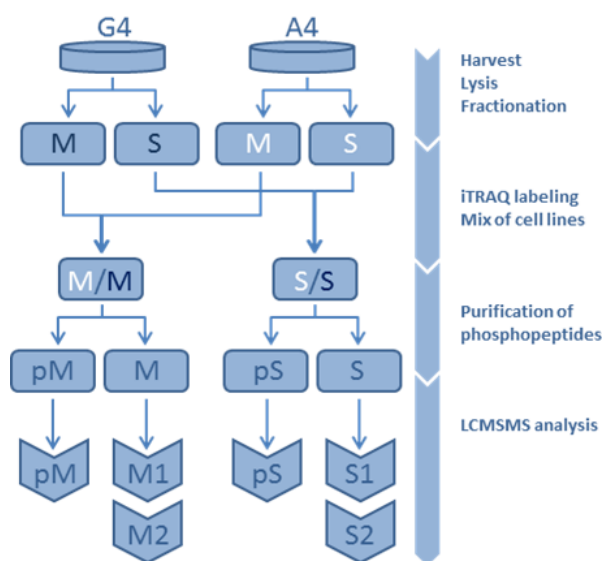 G4 A4
Harvest
Lysis
Fractionation
M S M S
iTRAQ labeling
Mix of cell lines
M/M S/S
Purification of
phosphopeptides
pM M pS S
LCMSMS analysis
pM M1 pS S1
M2 S2